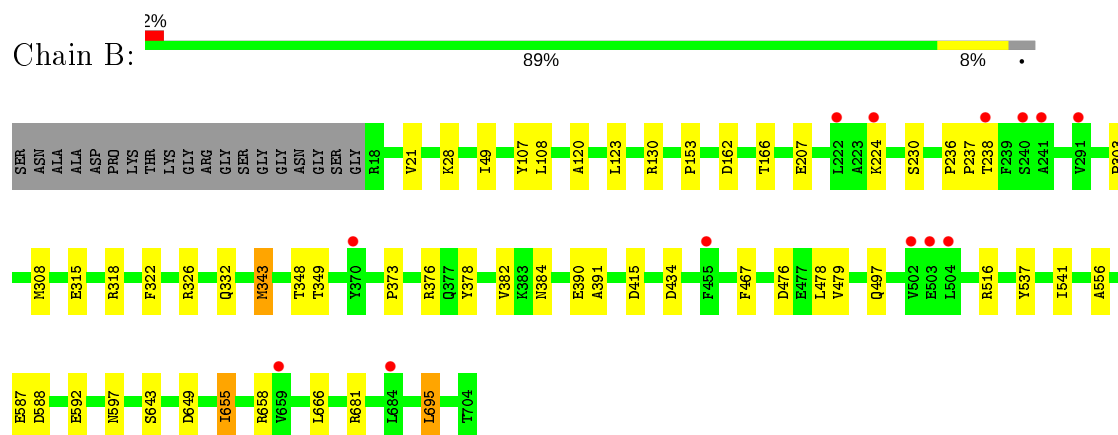 2%
Chain B:
89% 8% •
SER ASN ALA ALA ASP PRO LYS THR LYS GLY ARG GLY SER GLY GLY ASN GLY SER GLY R18 V21 K28 I49 Y107 L108 A120 L123 R130 P153 D162 T166 E207 L222 A223 K224 S230 P236 P237 T238 F239 S240 A241 V291
M308 E315 R318 F322 R326 Q332 M343 T348 T349 Y370 P373 R376 Q377 Y378 V382 K383 N384 E390 A391 D415 D434 F455 F467 D476 E477 L478 V479 Q497 V502 E503 L504 R516 Y537 I541 A556
E587 D588 E592 N597 S643 D649 I655 R658 V659 L666 R681 L684 L695 T704